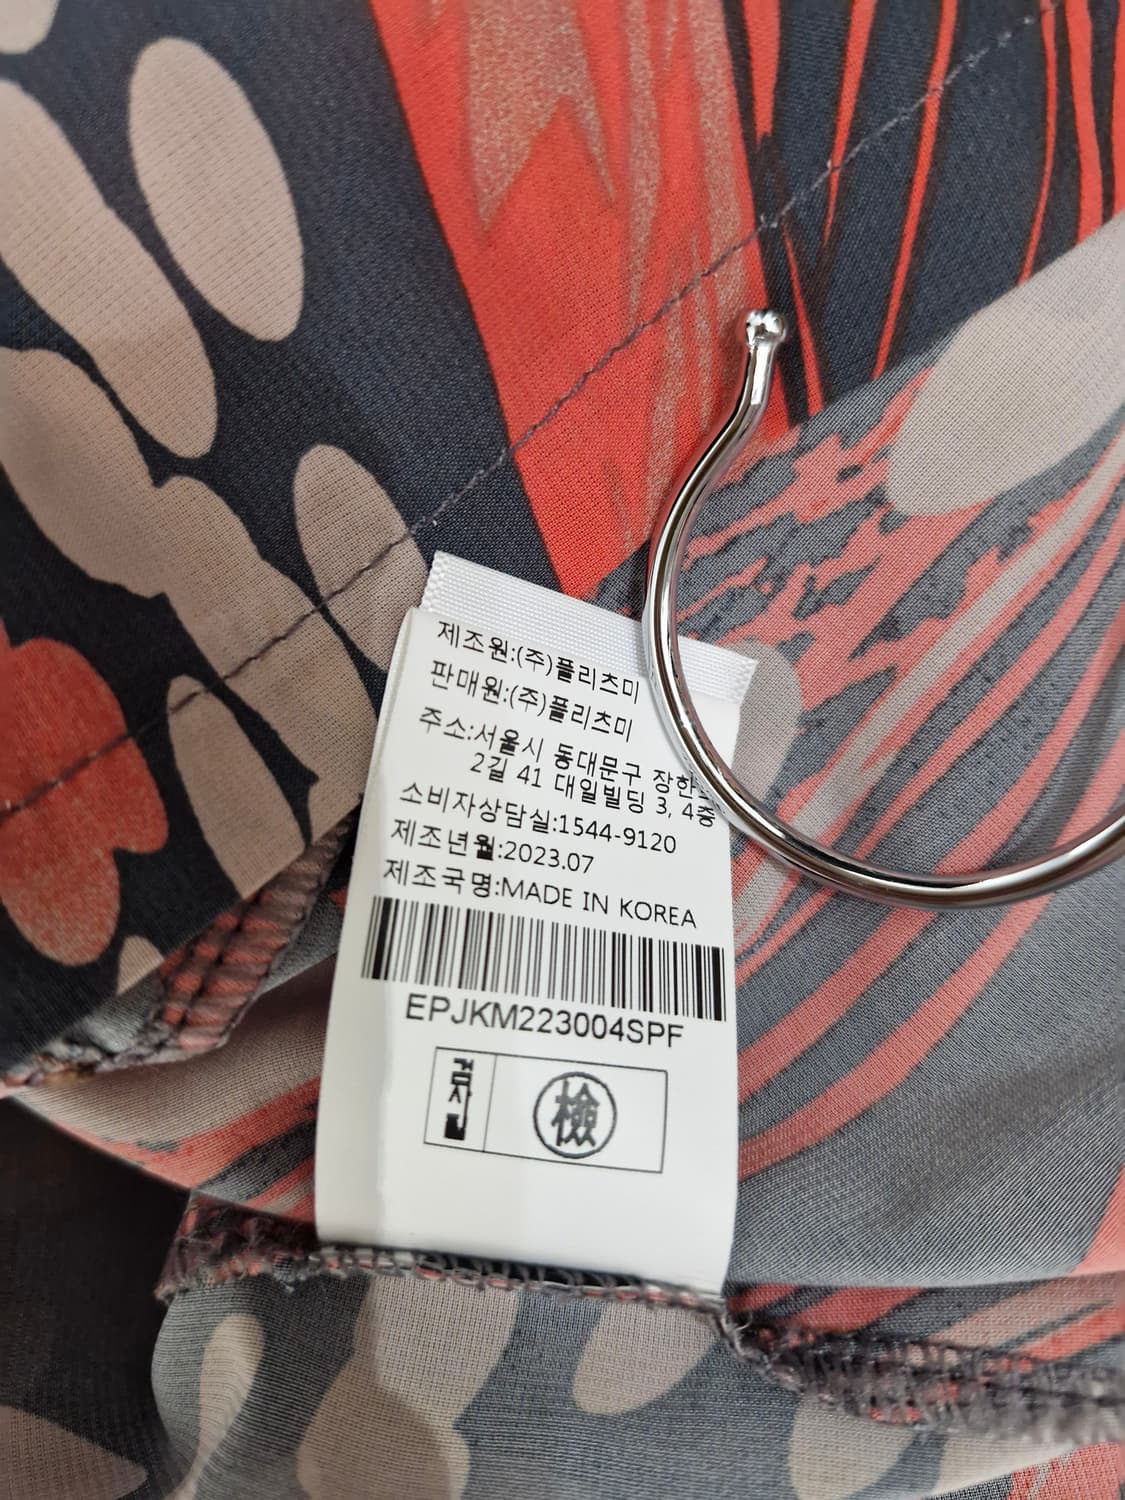 제조원:(주)플리츠미
판매원:(주)플리츠미
주소:서울시 동대문구
2길 41 대일빌딩 3, 4층
소비자상담실:1544-9120
제조년월:2023.07
제조국명:MADE IN KOREA
EPJKM223004SPF
검사필
檢